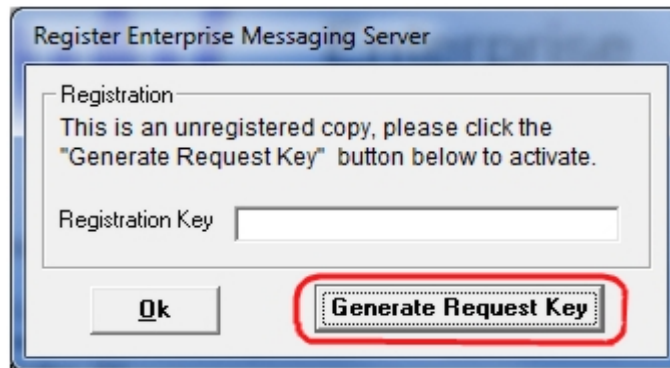 Register Enterprise Messaging Server
Registration
This is an unregistered copy, please click the
"Generate Request Key" button below to activate.
Registration Key
Ok
Generate Request Key